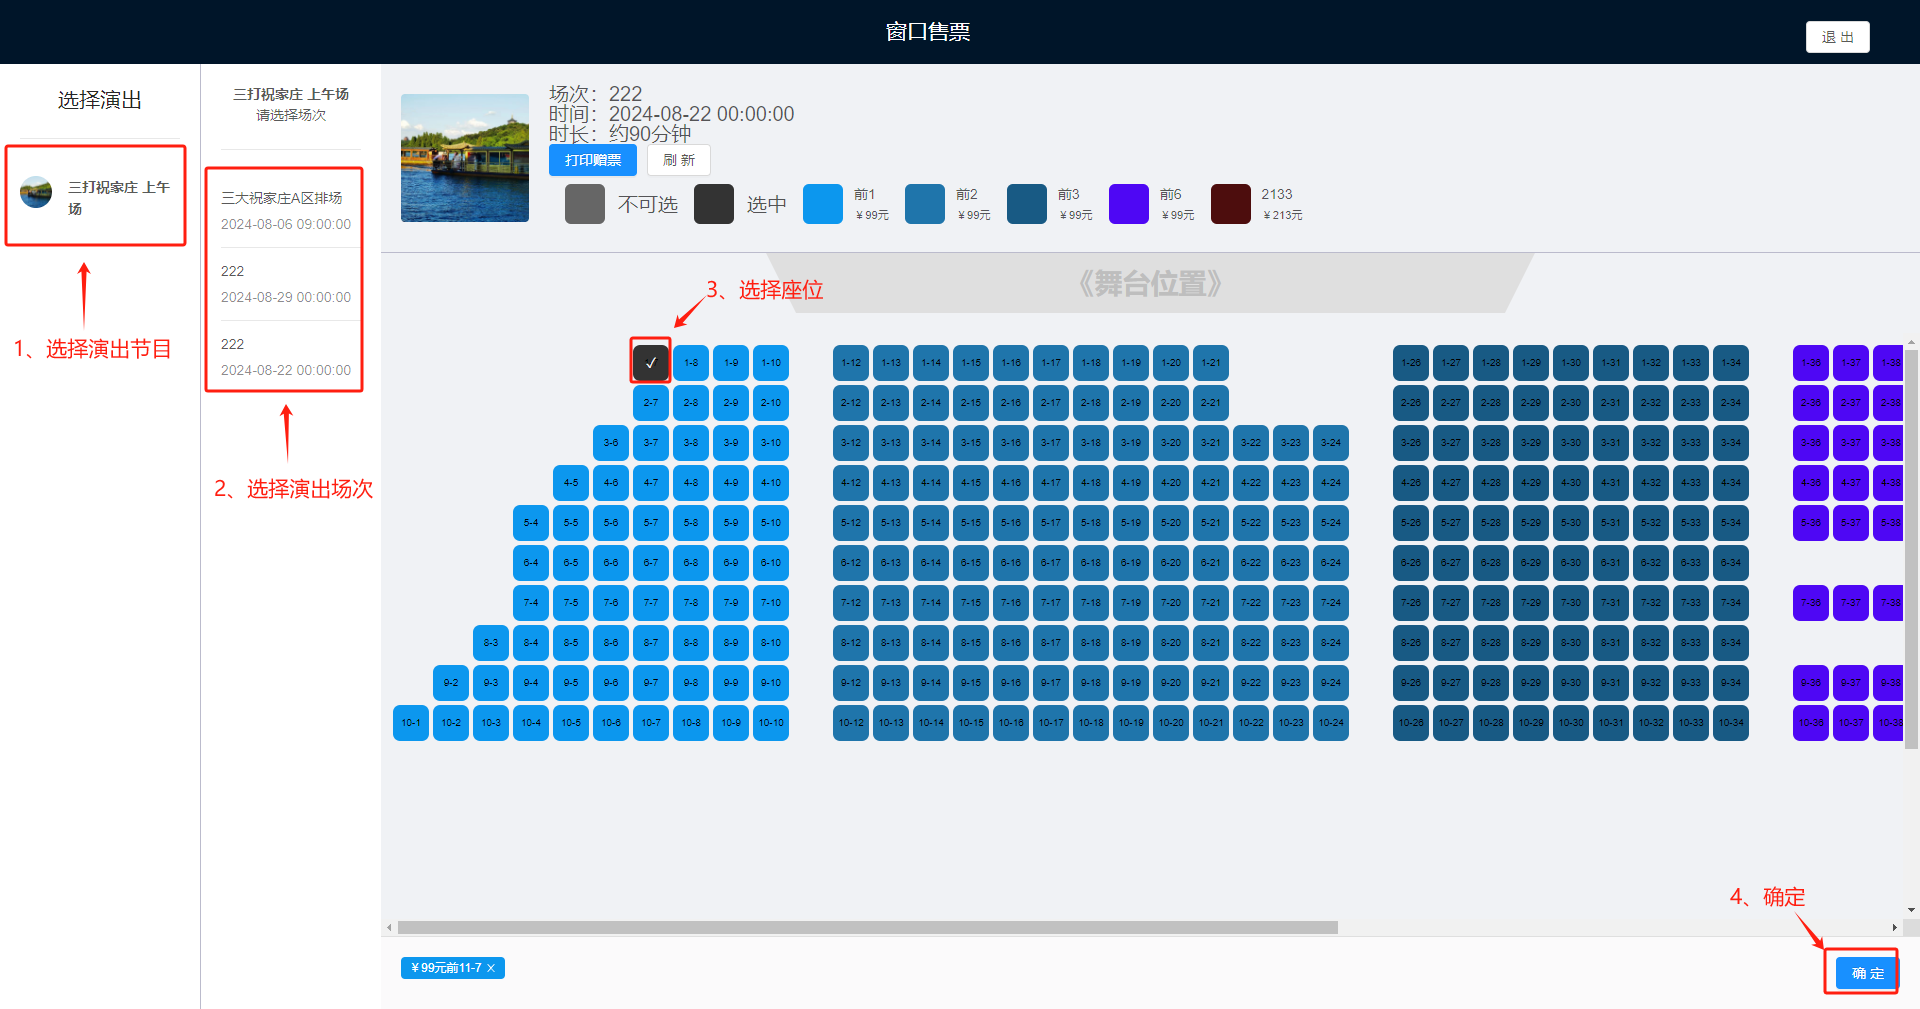 窗口售票
退 出
选择演出
三打祝家庄 上午
场
1、选择演出节目
三打祝家庄 上午场
请选择场次
三大祝家庄A区排场
2024-08-06 09:00:00
222
2024-08-29 00:00:00
222
2024-08-22 00:00:00
2、选择演出场次
场次：222
时间：2024-08-22 00:00:00
时长：约90分钟
打印赠票 刷 新
不可选 选中 前1 ¥99元 前2 ¥99元 前3 ¥99元 前6 ¥99元 2133 ¥213元
《舞台位置》
3、选择座位
✓ 1-8 1-9 1-10 1-12 1-13 1-14 1-15 1-16 1-17 1-18 1-19 1-20 1-21 1-26 1-27 1-28 1-29 1-30 1-31 1-32 1-33 1-34 1-36 1-37 1-38
2-7 2-8 2-9 2-10 2-12 2-13 2-14 2-15 2-16 2-17 2-18 2-19 2-20 2-21 2-26 2-27 2-28 2-29 2-30 2-31 2-32 2-33 2-34 2-36 2-37 2-38
3-6 3-7 3-8 3-9 3-10 3-12 3-13 3-14 3-15 3-16 3-17 3-18 3-19 3-20 3-21 3-22 3-23 3-24 3-26 3-27 3-28 3-29 3-30 3-31 3-32 3-33 3-34 3-36 3-37 3-38
4-5 4-6 4-7 4-8 4-9 4-10 4-12 4-13 4-14 4-15 4-16 4-17 4-18 4-19 4-20 4-21 4-22 4-23 4-24 4-26 4-27 4-28 4-29 4-30 4-31 4-32 4-33 4-34 4-36 4-37 4-38
5-4 5-5 5-6 5-7 5-8 5-9 5-10 5-12 5-13 5-14 5-15 5-16 5-17 5-18 5-19 5-20 5-21 5-22 5-23 5-24 5-26 5-27 5-28 5-29 5-30 5-31 5-32 5-33 5-34 5-36 5-37 5-38
6-4 6-5 6-6 6-7 6-8 6-9 6-10 6-12 6-13 6-14 6-15 6-16 6-17 6-18 6-19 6-20 6-21 6-22 6-23 6-24 6-26 6-27 6-28 6-29 6-30 6-31 6-32 6-33 6-34
7-4 7-5 7-6 7-7 7-8 7-9 7-10 7-12 7-13 7-14 7-15 7-16 7-17 7-18 7-19 7-20 7-21 7-22 7-23 7-24 7-26 7-27 7-28 7-29 7-30 7-31 7-32 7-33 7-34 7-36 7-37 7-38
8-3 8-4 8-5 8-6 8-7 8-8 8-9 8-10 8-12 8-13 8-14 8-15 8-16 8-17 8-18 8-19 8-20 8-21 8-22 8-23 8-24 8-26 8-27 8-28 8-29 8-30 8-31 8-32 8-33 8-34
9-2 9-3 9-4 9-5 9-6 9-7 9-8 9-9 9-10 9-12 9-13 9-14 9-15 9-16 9-17 9-18 9-19 9-20 9-21 9-22 9-23 9-24 9-26 9-27 9-28 9-29 9-30 9-31 9-32 9-33 9-34 9-36 9-37 9-38
10-1 10-2 10-3 10-4 10-5 10-6 10-7 10-8 10-9 10-10 10-12 10-13 10-14 10-15 10-16 10-17 10-18 10-19 10-20 10-21 10-22 10-23 10-24 10-26 10-27 10-28 10-29 10-30 10-31 10-32 10-33 10-34 10-36 10-37 10-38
4、确定
¥99元前11-7 ×
确 定